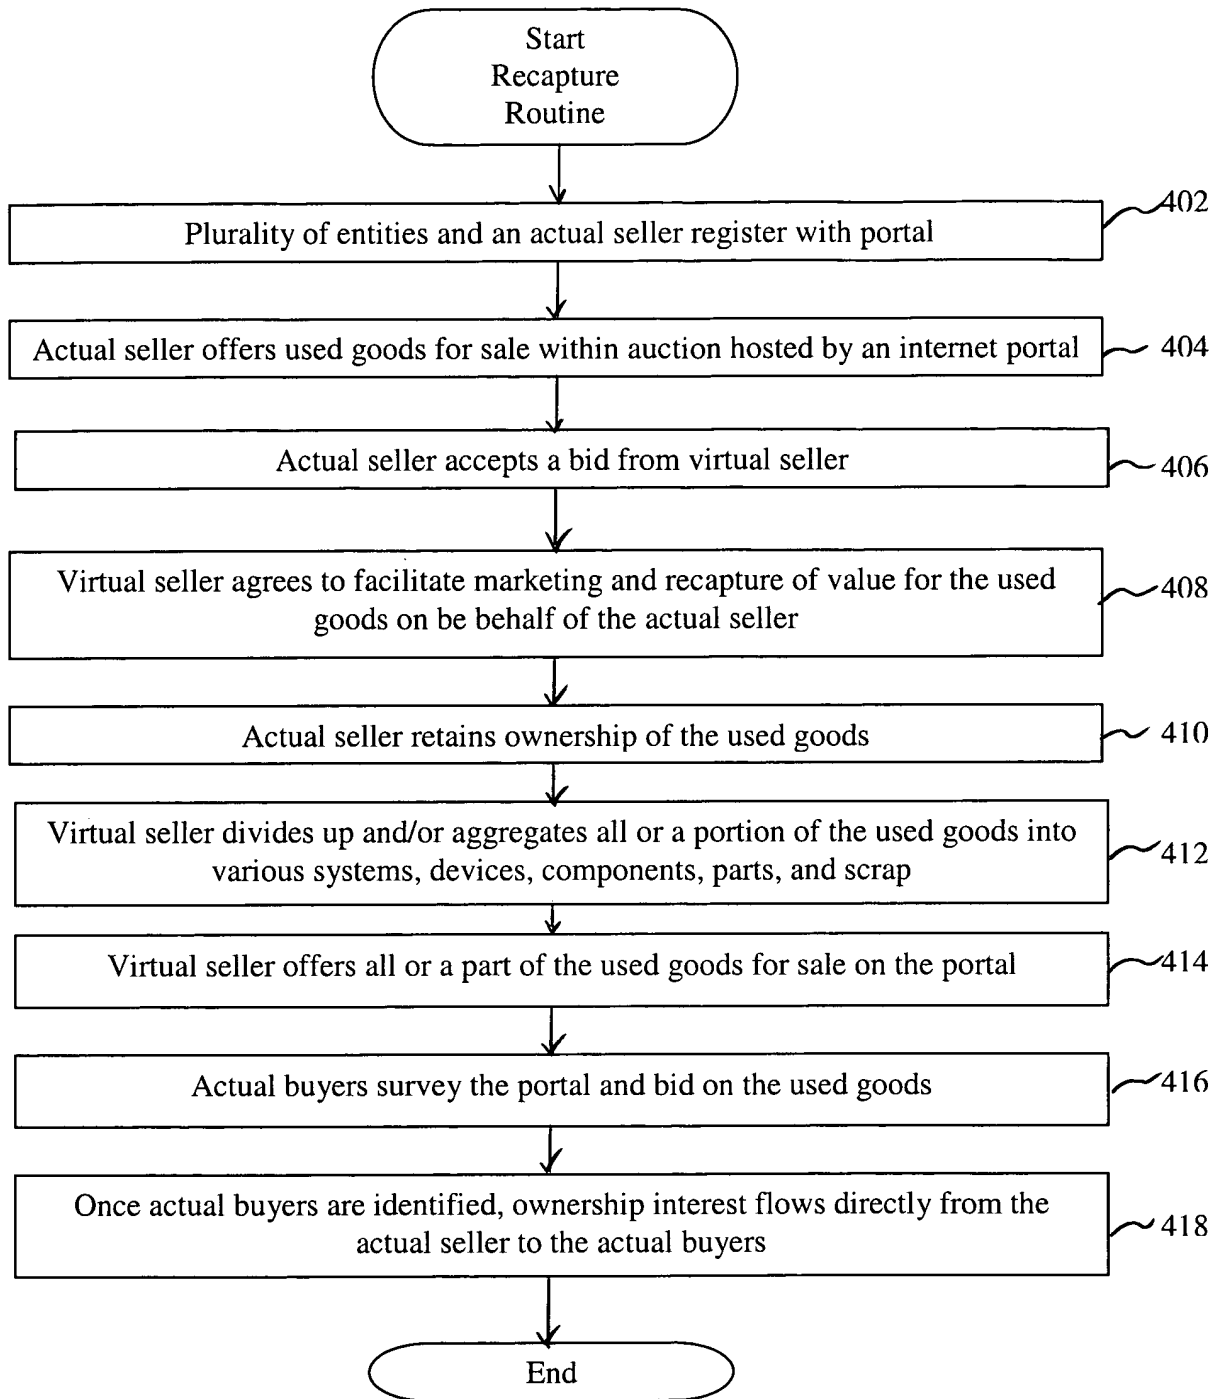 Start
Recapture
Routine
402
Plurality of entities and an actual seller register with portal
Actual seller offers used goods for sale within auction hosted by an internet portal
404
Actual seller accepts a bid from virtual seller
406
Virtual seller agrees to facilitate marketing and recapture of value for the used
goods on be behalf of the actual seller
408
Actual seller retains ownership of the used goods
410
Virtual seller divides up and/or aggregates all or a portion of the used goods into
various systems, devices, components, parts, and scrap
412
Virtual seller offers all or a part of the used goods for sale on the portal
414
Actual buyers survey the portal and bid on the used goods
416
Once actual buyers are identified, ownership interest flows directly from the
actual seller to the actual buyers
418
End